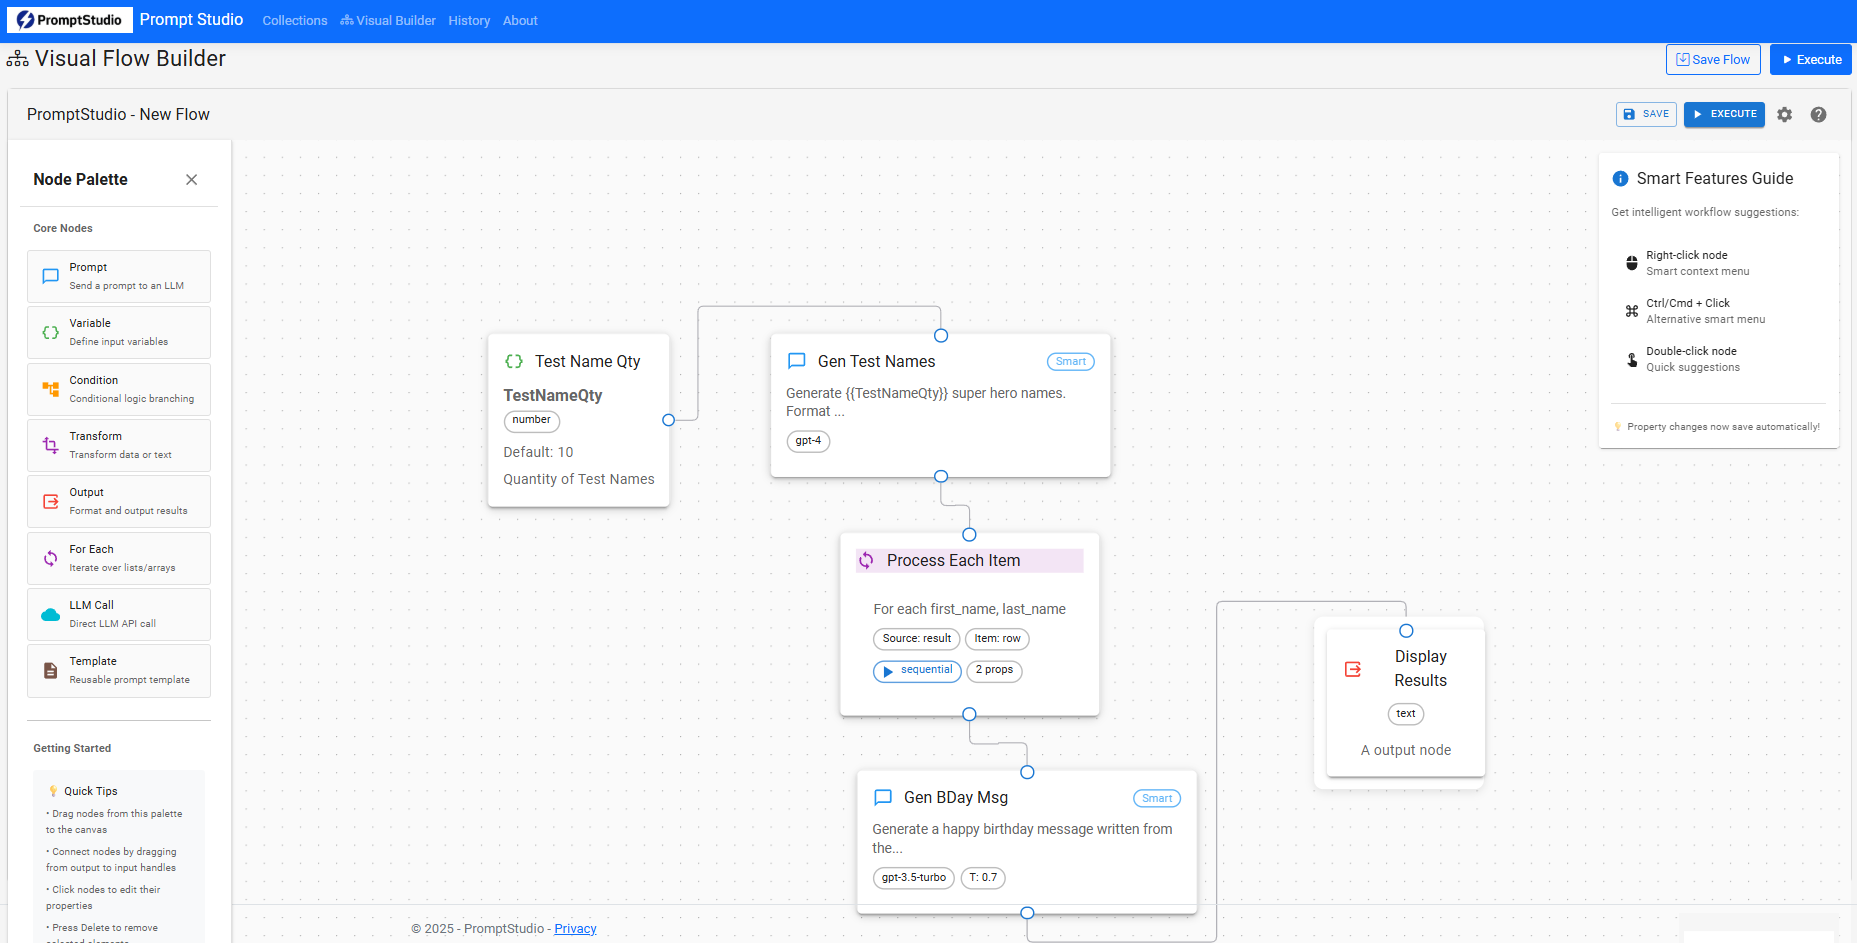 PromptStudio
Prompt Studio
Collections
Visual Builder
History
About
Visual Flow Builder
Save Flow
Execute
PromptStudio - New Flow
SAVE
EXECUTE
Node Palette
Core Nodes
Prompt
Send a prompt to an LLM
Variable
Define input variables
Condition
Conditional logic branching
Transform
Transform data or text
Output
Format and output results
For Each
Iterate over lists/arrays
LLM Call
Direct LLM API call
Template
Reusable prompt template
Getting Started
Quick Tips
• Drag nodes from this palette
to the canvas
• Connect nodes by dragging
from output to input handles
• Click nodes to edit their
properties
• Press Delete to remove
selected elements
Test Name Qty
TestNameQty
number
Default: 10
Quantity of Test Names
Gen Test Names
Smart
Generate {{TestNameQty}} super hero names.
Format ...
gpt-4
Process Each Item
For each first_name, last_name
Source: result
Item: row
sequential
2 props
Gen BDay Msg
Smart
Generate a happy birthday message written from
the...
gpt-3.5-turbo
T: 0.7
Display
Results
text
A output node
Smart Features Guide
Get intelligent workflow suggestions:
Right-click node
Smart context menu
Ctrl/Cmd + Click
Alternative smart menu
Double-click node
Quick suggestions
Property changes now save automatically!
© 2025 - PromptStudio - Privacy